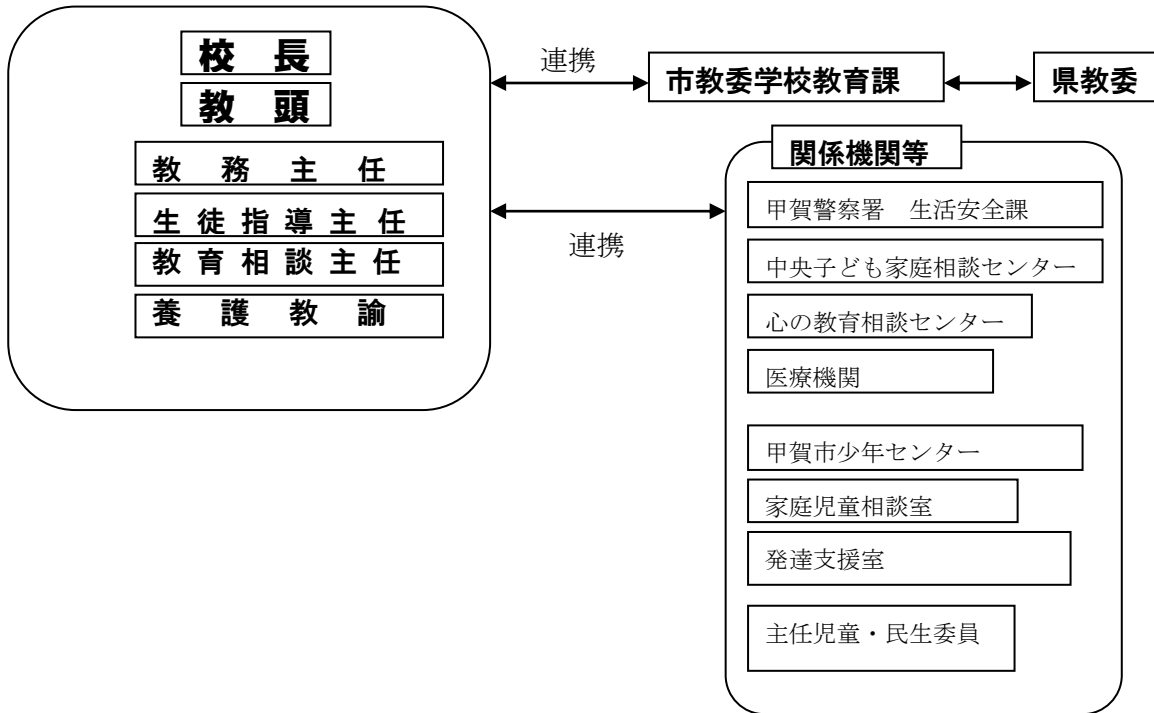 校 長
教 頭
教 務 主 任
生 徒 指 導 主 任
教 育 相 談 主 任
養 護 教 諭
連携
市教委学校教育課
県教委
連携
関係機関等
甲賀警察署 生活安全課
中央子ども家庭相談センター
心の教育相談センター
医療機関
甲賀市少年センター
家庭児童相談室
発達支援室
主任児童・民生委員